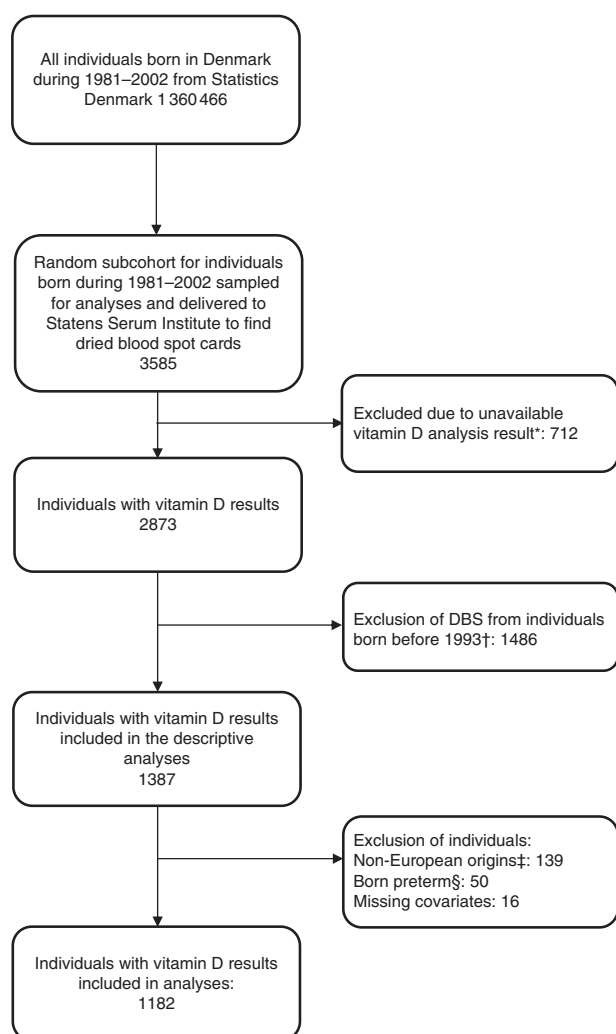 All individuals born in Denmark
during 1981–2002 from Statistics
Denmark 1 360 466
Random subcohort for individuals
born during 1981–2002 sampled
for analyses and delivered to
Statens Serum Institute to find
dried blood spot cards
3585
Excluded due to unavailable
vitamin D analysis result*: 712
Individuals with vitamin D results
2873
Exclusion of DBS from individuals
born before 1993†: 1486
Individuals with vitamin D results
included in the descriptive
analyses
1387
Exclusion of individuals:
Non-European origins‡: 139
Born preterm§: 50
Missing covariates: 16
Individuals with vitamin D results
included in analyses:
1182